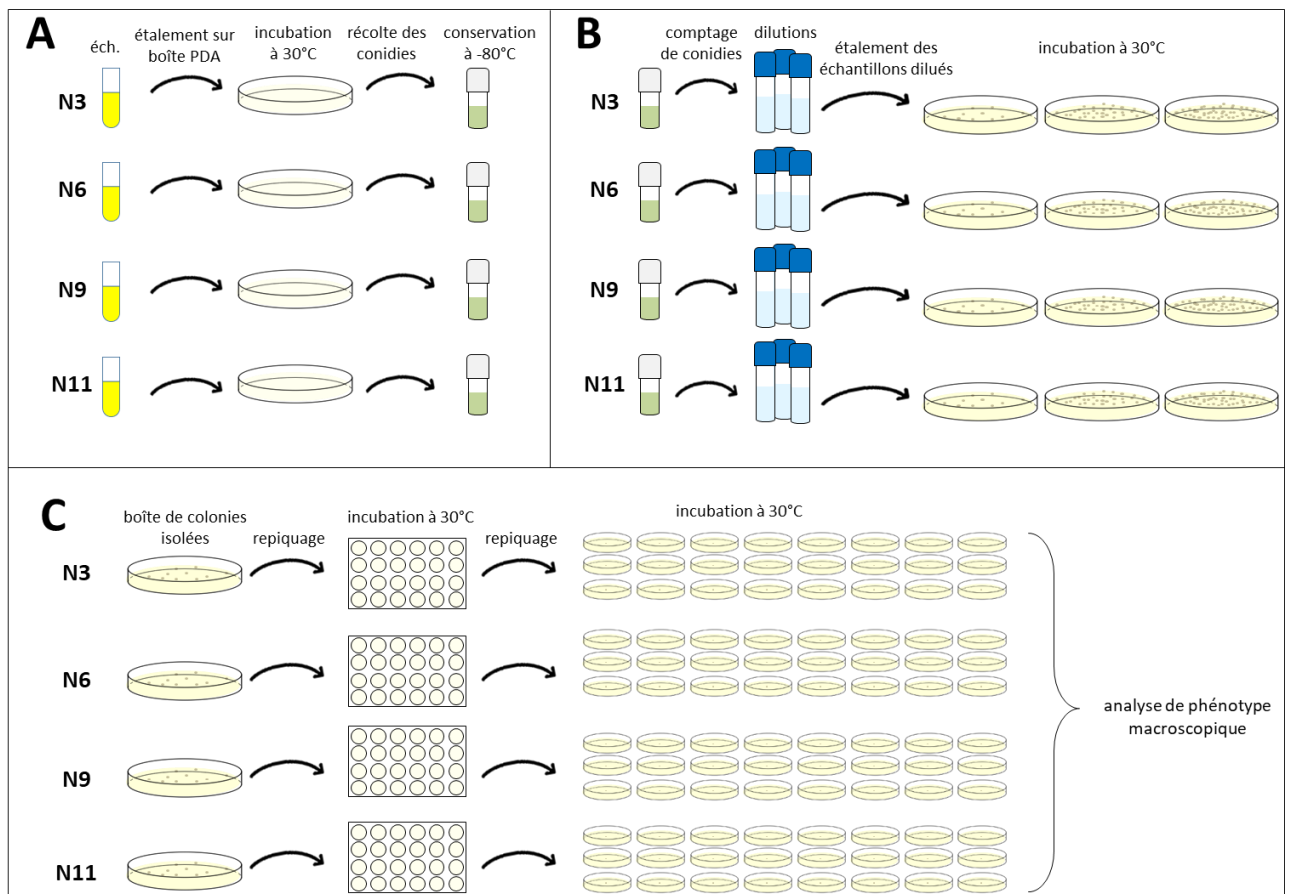 A
éch.
étalement sur
boîte PDA
incubation
à 30°C
récolte des
conidies
conservation
à -80°C
N3
N6
N9
N11
B
comptage
de conidies
dilutions
étalement des
échantillons dilués
incubation à 30°C
N3
N6
N9
N11
C
boîte de colonies
isolées
repiquage
incubation à 30°C
repiquage
incubation à 30°C
N3
N6
N9
N11
analyse de phénotype
macroscopique